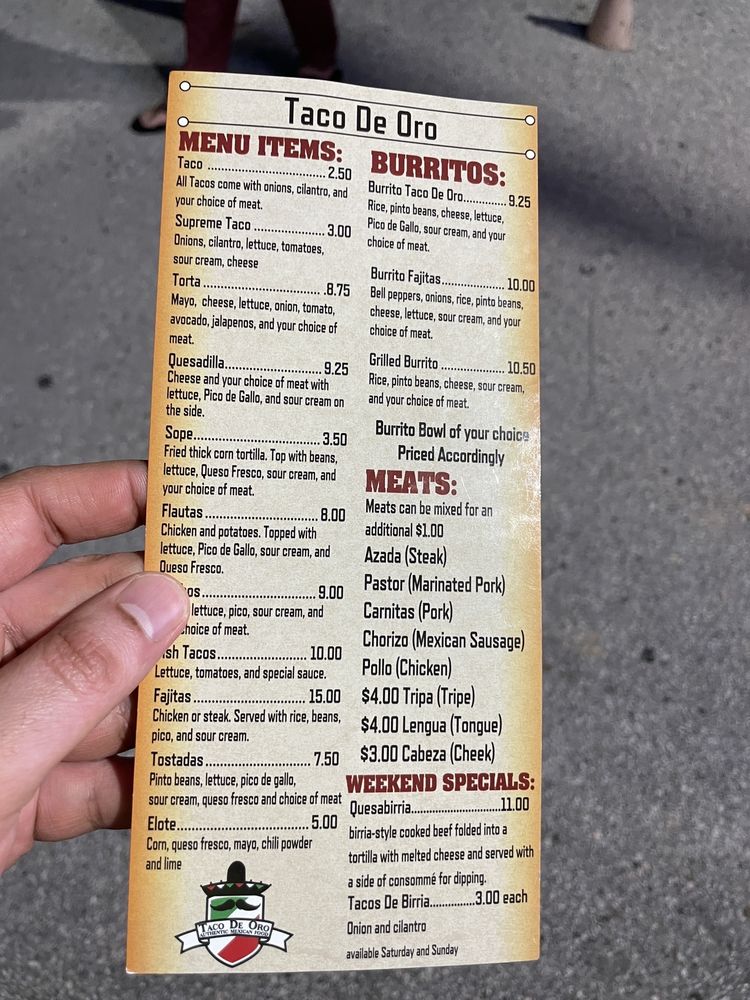 Taco De Oro
MENU ITEMS:
Taco ................................ 2.50
All Tacos come with onions, cilantro, and
your choice of meat.
Supreme Taco ................... 3.00
Onions, cilantro, lettuce, tomatoes,
sour cream, cheese
Torta ................................ .8.75
Mayo, cheese, lettuce, onion, tomato,
avocado, jalapenos, and your choice of
meat.
Quesadilla.......................... 9.25
Cheese and your choice of meat with
lettuce, Pico de Gallo, and sour cream on
the side.
Sope.................................. 3.50
Fried thick corn tortilla. Top with beans,
lettuce, Queso Fresco, sour cream, and
your choice of meat.
Flautas .............................. 8.00
Chicken and potatoes. Topped with
lettuce, Pico de Gallo, sour cream, and
Queso Fresco.
.............................. 9.00
lettuce, pico, sour cream, and
choice of meat.
Tacos........................ 10.00
Lettuce, tomatoes, and special sauce.
Fajitas .............................. 15.00
Chicken or steak. Served with rice, beans,
pico, and sour cream.
Tostadas ............................ 7.50
Pinto beans, lettuce, pico de gallo,
sour cream, queso fresco and choice of meat
Elote.................................. 5.00
Corn, queso fresco, mayo, chili powder
and lime
TACO DE ORO
AUTHENTIC MEXICAN FOOD
BURRITOS:
Burrito Taco De Oro............ 9.25
Rice, pinto beans, cheese, lettuce,
Pico de Gallo, sour cream, and your
choice of meat.
Burrito Fajitas................. 10.00
Bell peppers, onions, rice, pinto beans,
cheese, lettuce, sour cream, and your
choice of meat.
Grilled Burrito ................. 10.50
Rice, pinto beans, cheese, sour cream,
and your choice of meat.
Burrito Bowl of your choice
Priced Accordingly
MEATS:
Meats can be mixed for an
additional $1.00
Azada (Steak)
Pastor (Marinated Pork)
Carnitas (Pork)
Chorizo (Mexican Sausage)
Pollo (Chicken)
$4.00 Tripa (Tripe)
$4.00 Lengua (Tongue)
$3.00 Cabeza (Cheek)
WEEKEND SPECIALS:
Quesabirria.........................11.00
birria-style cooked beef folded into a
tortilla with melted cheese and served with
a side of consommé for dipping.
Tacos De Birria..............3.00 each
Onion and cilantro
available Saturday and Sunday